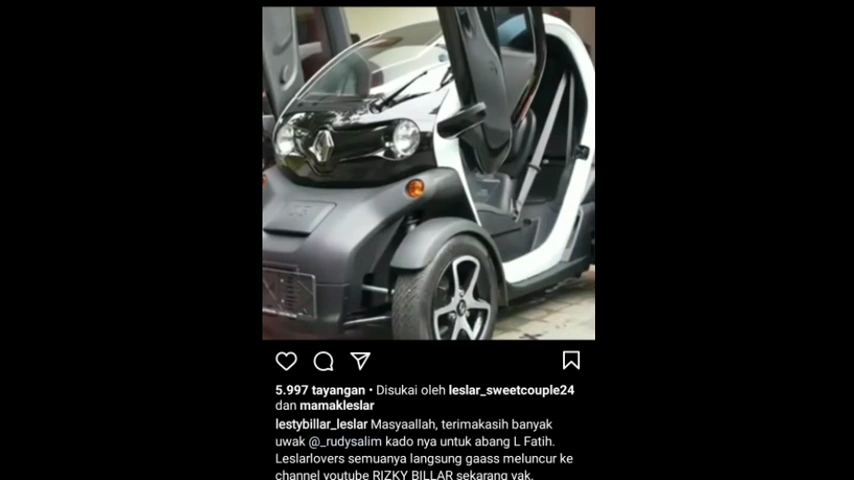 5.997 tayangan • Disukai oleh leslar_sweetcouple24
dan mamakleslar
lestybillar_leslar Masyaallah, terimakasih banyak
uwak @_rudysalim kado nya untuk abang L Fatih.
Leslarlovers semuanya langsung gaass meluncur ke
channel youtube RIZKY BILLAR sekarang yak.